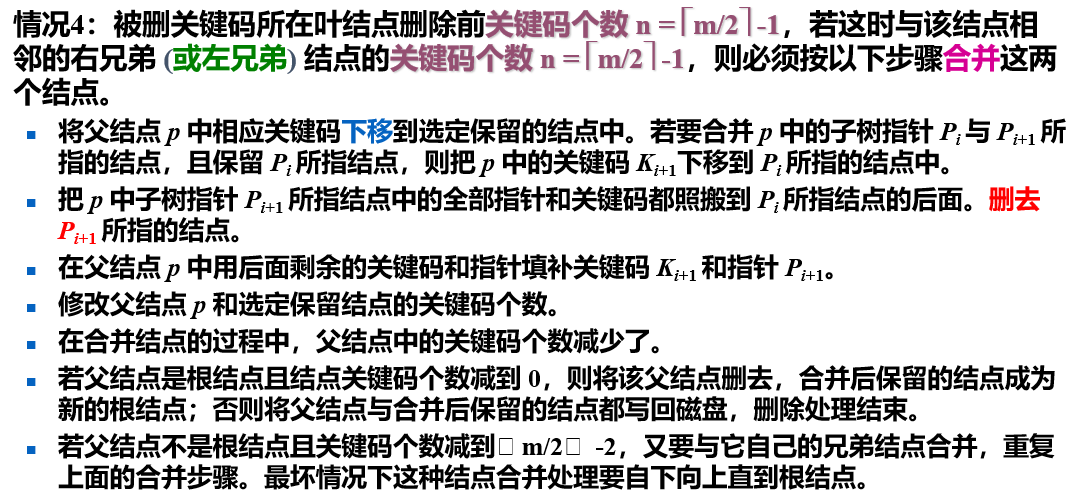 情况4：被删关键码所在叶结点删除前关键码个数 n =⌈m/2⌉-1，若这时与该结点相
邻的右兄弟 (或左兄弟) 结点的关键码个数 n =⌈m/2⌉-1，则必须按以下步骤合并这两
个结点。
▪ 将父结点 p 中相应关键码下移到选定保留的结点中。若要合并 p 中的子树指针 Pi 与 Pi+1 所
指的结点，且保留 Pi 所指结点，则把 p 中的关键码 Ki+1下移到 Pi 所指的结点中。
▪ 把 p 中子树指针 Pi+1 所指结点中的全部指针和关键码都照搬到 Pi 所指结点的后面。删去
Pi+1 所指的结点。
▪ 在父结点 p 中用后面剩余的关键码和指针填补关键码 Ki+1 和指针 Pi+1。
▪ 修改父结点 p 和选定保留结点的关键码个数。
▪ 在合并结点的过程中，父结点中的关键码个数减少了。
▪ 若父结点是根结点且结点关键码个数减到 0，则将该父结点删去，合并后保留的结点成为
新的根结点；否则将父结点与合并后保留的结点都写回磁盘，删除处理结束。
▪ 若父结点不是根结点且关键码个数减到□ m/2□ -2，又要与它自己的兄弟结点合并，重复
上面的合并步骤。最坏情况下这种结点合并处理要自下向上直到根结点。